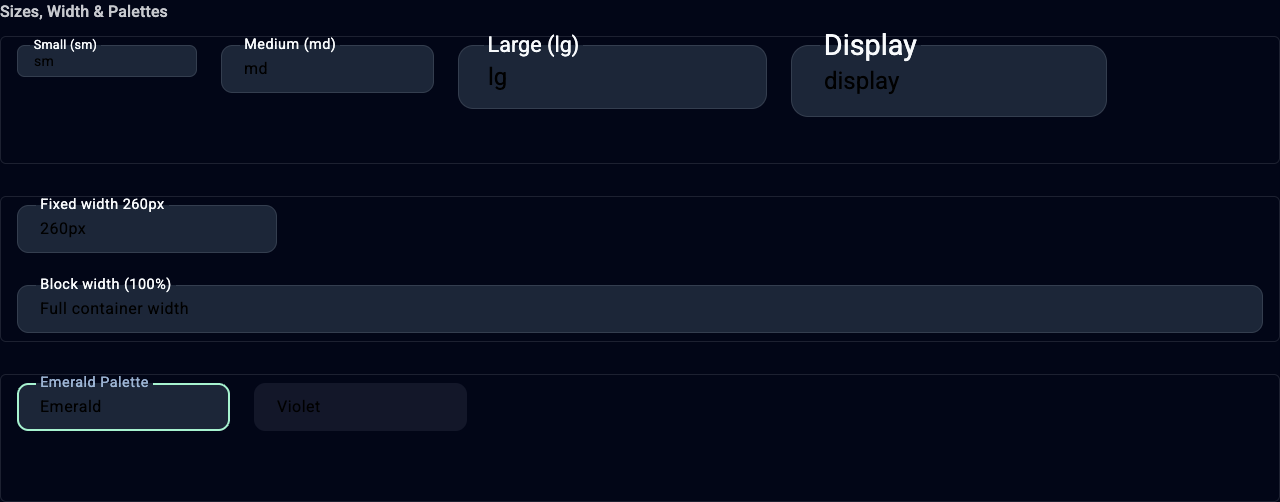 Sizes, Width & Palettes
Small (sm)
sm
Medium (md)
md
Large (lg)
lg
Display
display
Fixed width 260px
260px
Block width (100%)
Full container width
Emerald Palette
Emerald
Violet